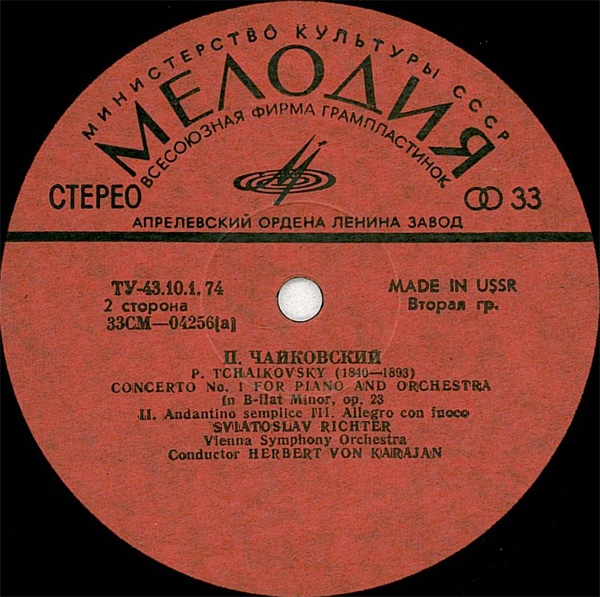 МИНИСТЕРСТВО КУЛЬТУРЫ СССР
МЕЛОДИЯ
ВСЕСОЮЗНАЯ ФИРМА ГРАМПЛАСТИНОК
СТЕРЕО
33
АПРЕЛЕВСКИЙ ОРДЕНА ЛЕНИНА ЗАВОД
ТУ-43.10.1. 74
MADE IN USSR
2 сторона
Вторая гр.
33СМ—04256(а)
П. ЧАЙКОВСКИЙ
P. TCHAIKOVSKY (1840—1893)
CONCERTO No. 1 FOR PIANO AND ORCHESTRA
in B-flat Minor, op. 23
II. Andantino semplice III. Allegro con fuoco
SVIATOSLAV RICHTER
Vienna Symphony Orchestra
Conductor HERBERT VON KARAJAN